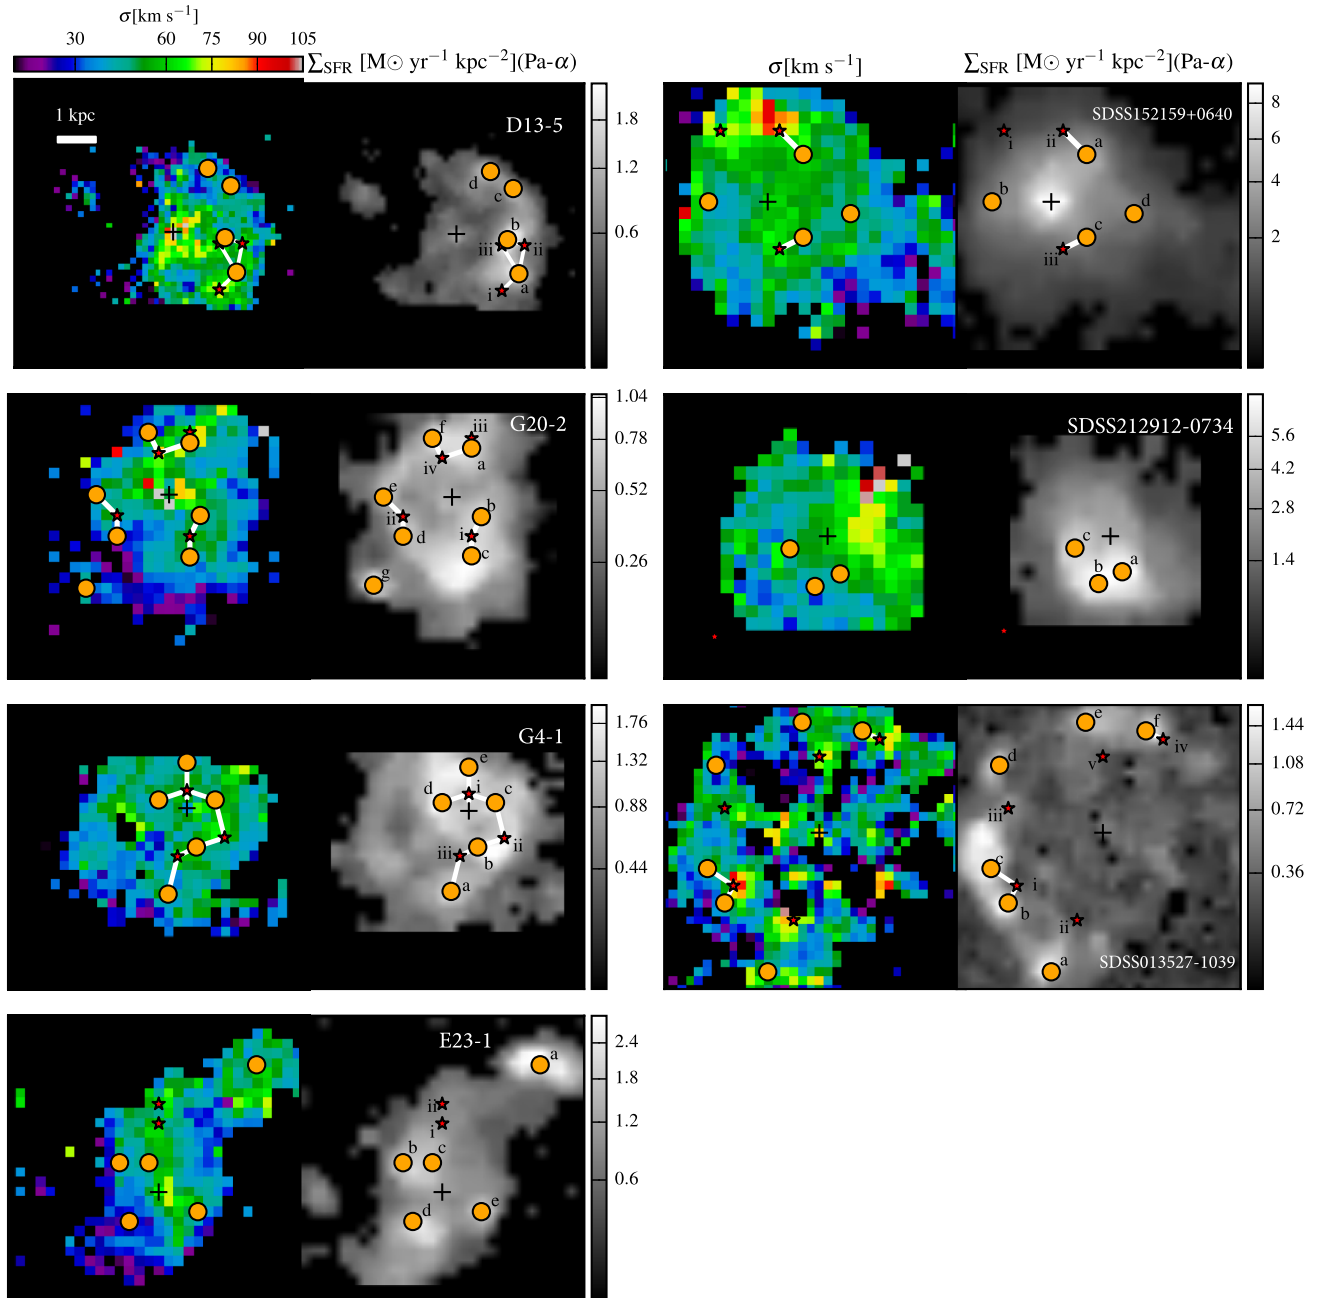 σ[km s⁻¹]
30 75 75 90 105
Σ_SFR [M⊙ yr⁻¹ kpc⁻²](Pa-α)
σ[km s⁻¹]
Σ_SFR [M⊙ yr⁻¹ kpc⁻²](Pa-α)
1 kpc
D13-5
d
c
b
iii
ii
a
i
1.8
1.2
0.6
SDSS152159+0640
i
ii
a
b
d
c
iii
8
6
4
2
G20-2
f
iii
iv
a
e
b
ii
i
d
c
g
1.04
0.78
0.52
0.26
SDSS212912-0734
c
b
a
5.6
4.2
2.8
1.4
G4-1
e
d
i
c
ii
iii
b
a
1.76
1.32
0.88
0.44
e
f
iv
v
d
iii
c
i
b
ii
a
SDSS013527-1039
1.44
1.08
0.72
0.36
E23-1
a
ii
i
b
c
d
e
2.4
1.8
1.2
0.6